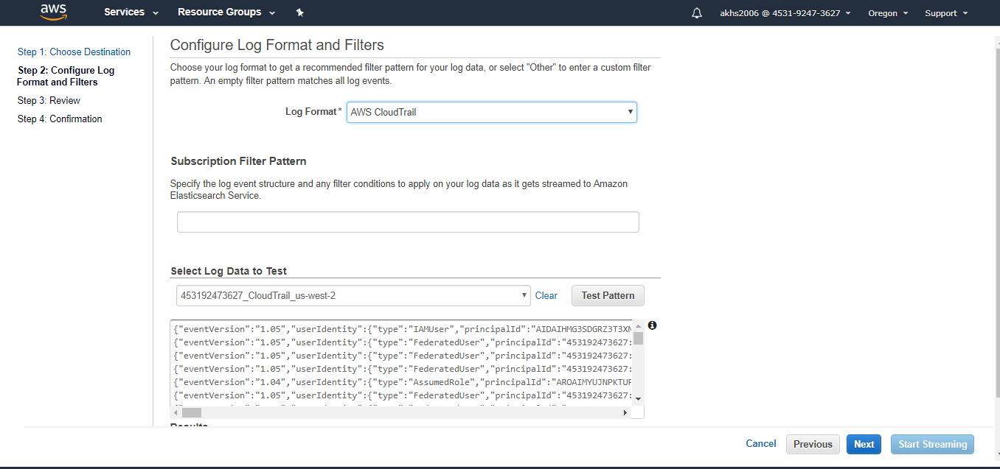 aws Services Resource Groups akhs2006 @ 4531-9247-3627 Oregon Support
Step 1: Choose Destination
Step 2: Configure Log
Format and Filters
Step 3: Review
Step 4: Confirmation
Configure Log Format and Filters
Choose your log format to get a recommended filter pattern for your log data, or select "Other" to enter a custom filter
pattern. An empty filter pattern matches all log events.
Log Format* AWS CloudTrail
Subscription Filter Pattern
Specify the log event structure and any filter conditions to apply on your log data as it gets streamed to Amazon
Elasticsearch Service.
Select Log Data to Test
453192473627_CloudTrail_us-west-2 Clear Test Pattern
{"eventVersion":"1.05","userIdentity":{"type":"IAMUser","principalId":"AIDAIHMG3SDGRZ3T3XM
{"eventVersion":"1.05","userIdentity":{"type":"FederatedUser","principalId":"453192473627:
{"eventVersion":"1.05","userIdentity":{"type":"FederatedUser","principalId":"453192473627:
{"eventVersion":"1.05","userIdentity":{"type":"FederatedUser","principalId":"453192473627:
{"eventVersion":"1.04","userIdentity":{"type":"AssumedRole","principalId":"AROAIMYUJNPKTUP
{"eventVersion":"1.05","userIdentity":{"type":"FederatedUser","principalId":"453192473627:
Results
Cancel Previous Next Start Streaming